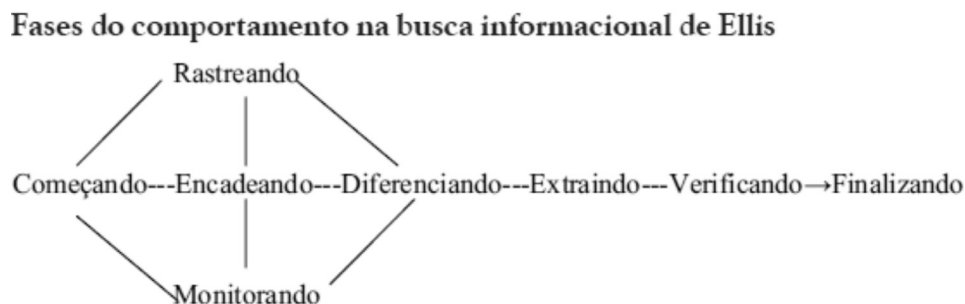 Fases do comportamento na busca informacional de Ellis
Rastreando
Começando---Encadeando---Diferenciando---Extraindo---Verificando→Finalizando
Monitorando